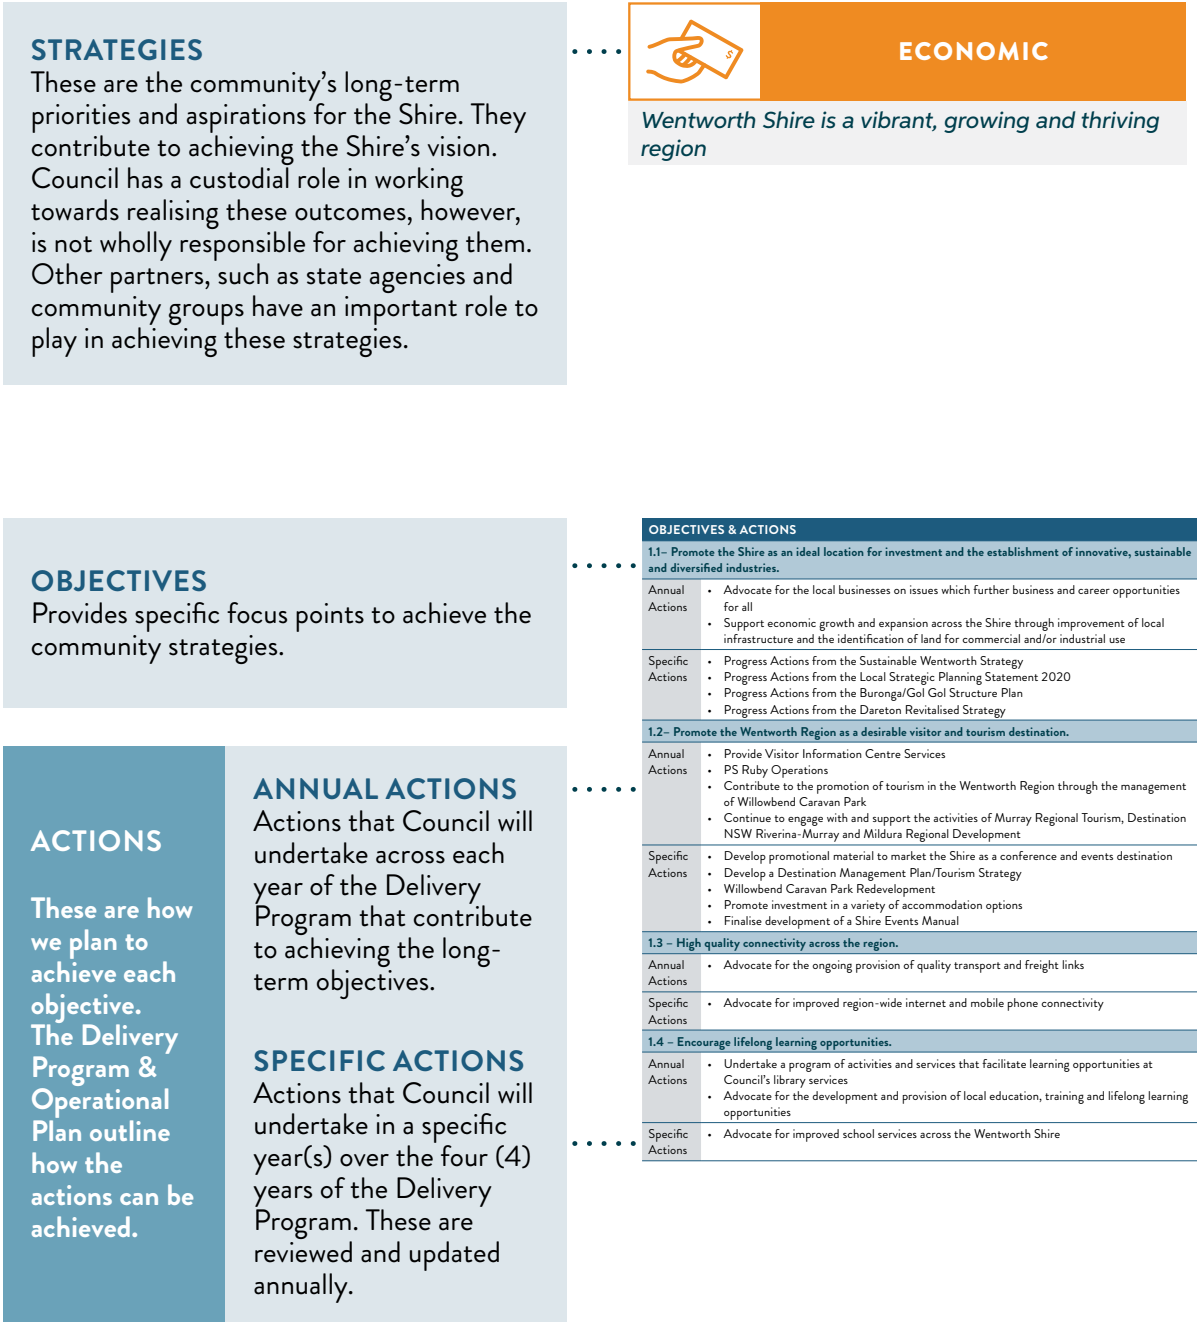 STRATEGIES
These are the community’s long-term
priorities and aspirations for the Shire. They
contribute to achieving the Shire’s vision.
Council has a custodial role in working
towards realising these outcomes, however,
is not wholly responsible for achieving them.
Other partners, such as state agencies and
community groups have an important role to
play in achieving these strategies.
$
ECONOMIC
Wentworth Shire is a vibrant, growing and thriving
region
OBJECTIVES
Provides specific focus points to achieve the
community strategies.
ACTIONS
These are how
we plan to
achieve each
objective.
The Delivery
Program &
Operational
Plan outline
how the
actions can be
achieved.
ANNUAL ACTIONS
Actions that Council will
undertake across each
year of the Delivery
Program that contribute
to achieving the long-
term objectives.
SPECIFIC ACTIONS
Actions that Council will
undertake in a specific
year(s) over the four (4)
years of the Delivery
Program. These are
reviewed and updated
annually.
OBJECTIVES & ACTIONS
1.1– Promote the Shire as an ideal location for investment and the establishment of innovative, sustainable
and diversified industries.
Annual
Actions
• Advocate for the local businesses on issues which further business and career opportunities
for all
• Support economic growth and expansion across the Shire through improvement of local
infrastructure and the identification of land for commercial and/or industrial use
Specific
Actions
• Progress Actions from the Sustainable Wentworth Strategy
• Progress Actions from the Local Strategic Planning Statement 2020
• Progress Actions from the Buronga/Gol Gol Structure Plan
• Progress Actions from the Dareton Revitalised Strategy
1.2– Promote the Wentworth Region as a desirable visitor and tourism destination.
Annual
Actions
• Provide Visitor Information Centre Services
• PS Ruby Operations
• Contribute to the promotion of tourism in the Wentworth Region through the management
of Willowbend Caravan Park
• Continue to engage with and support the activities of Murray Regional Tourism, Destination
NSW Riverina-Murray and Mildura Regional Development
Specific
Actions
• Develop promotional material to market the Shire as a conference and events destination
• Develop a Destination Management Plan/Tourism Strategy
• Willowbend Caravan Park Redevelopment
• Promote investment in a variety of accommodation options
• Finalise development of a Shire Events Manual
1.3 – High quality connectivity across the region.
Annual
Actions
• Advocate for the ongoing provision of quality transport and freight links
Specific
Actions
• Advocate for improved region-wide internet and mobile phone connectivity
1.4 – Encourage lifelong learning opportunities.
Annual
Actions
• Undertake a program of activities and services that facilitate learning opportunities at
Council’s library services
• Advocate for the development and provision of local education, training and lifelong learning
opportunities
Specific
Actions
• Advocate for improved school services across the Wentworth Shire